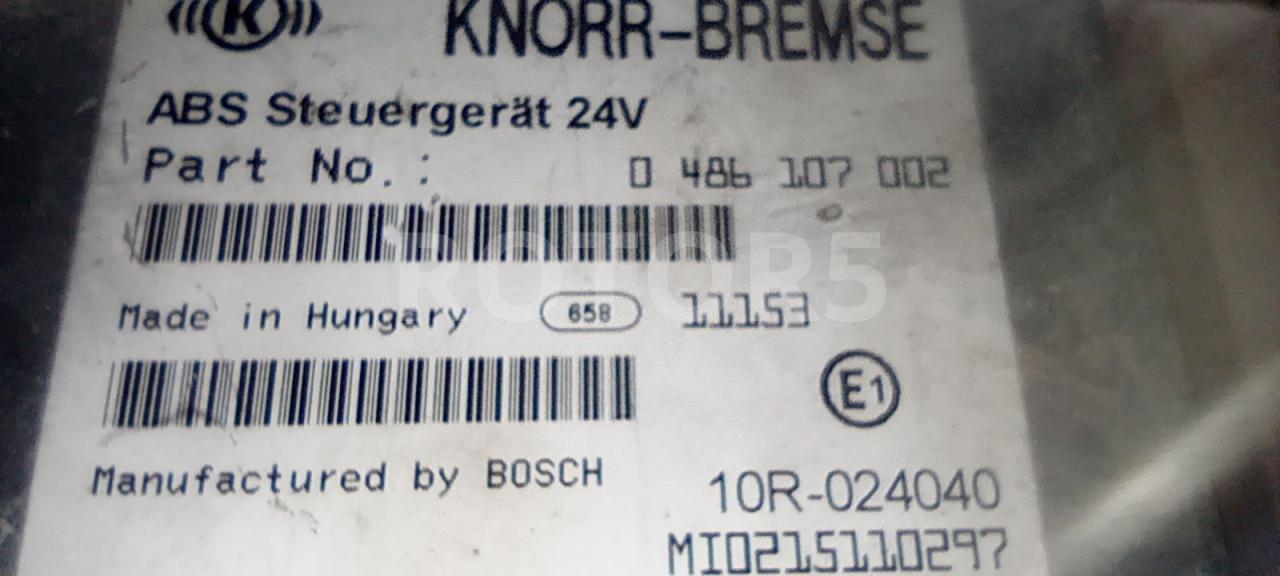 ((K)) KNORR-BREMSE
ABS Steuergerät 24V
Part No.: 0 486 107 002
ROTOR5
Made in Hungary 658 11153
E1
Manufactured by BOSCH
10R-024040
MI0215110297